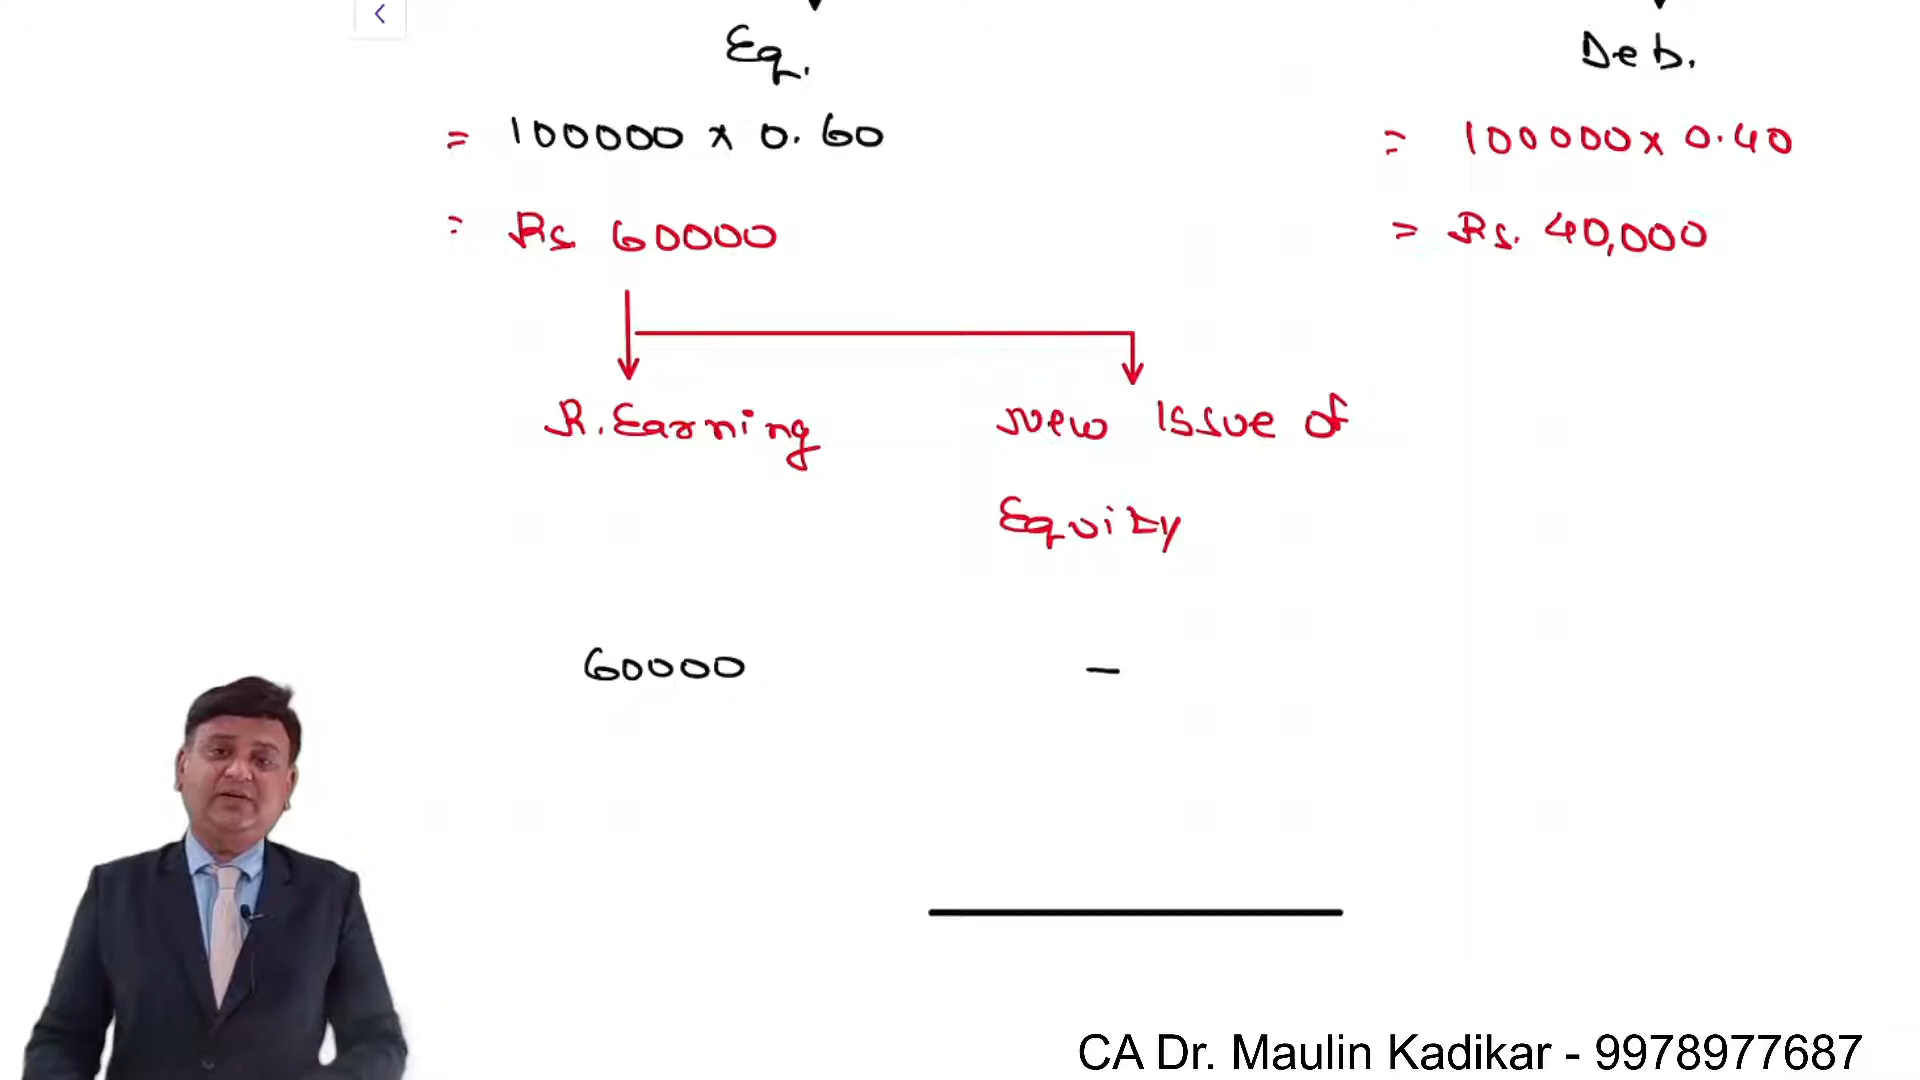 Eq.
Deb.
= 100000 x 0.60
= 100000 x 0.40
= Rs 60000
= Rs. 40,000
R. Earning
New Issue of
Equity
60000
-
CA Dr. Maulin Kadikar - 9978977687